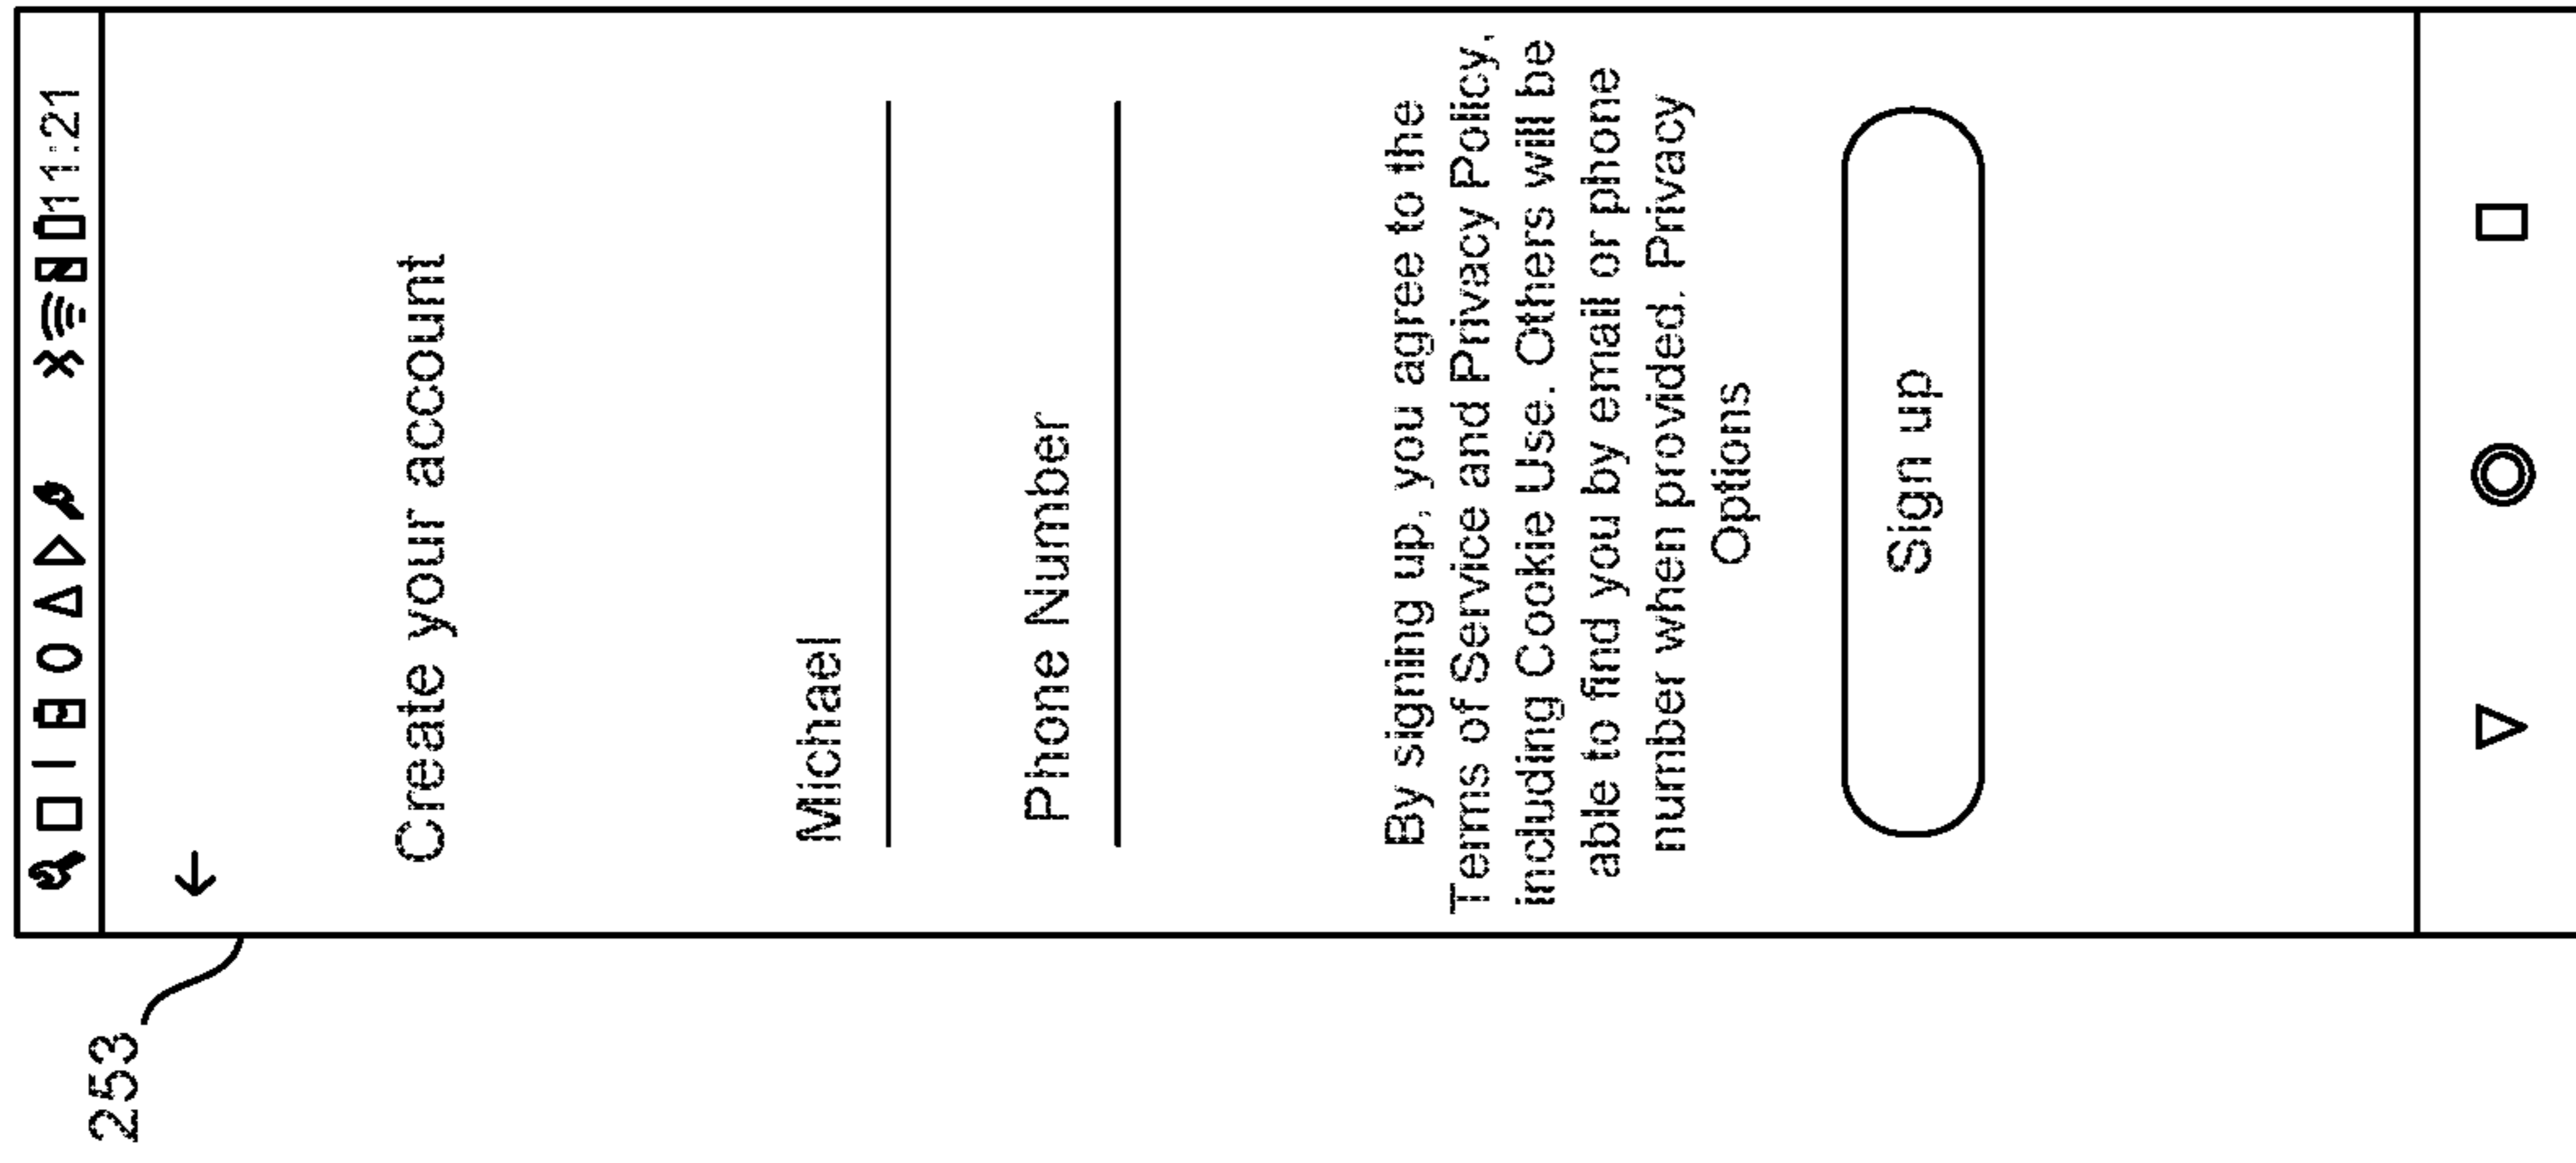 11:21
Create your account
Michael
Phone Number
By signing up, you agree to the
Terms of Service and Privacy Policy,
including Cookie Use. Others will be
able to find you by email or phone
number when provided. Privacy
Options
Sign up
253